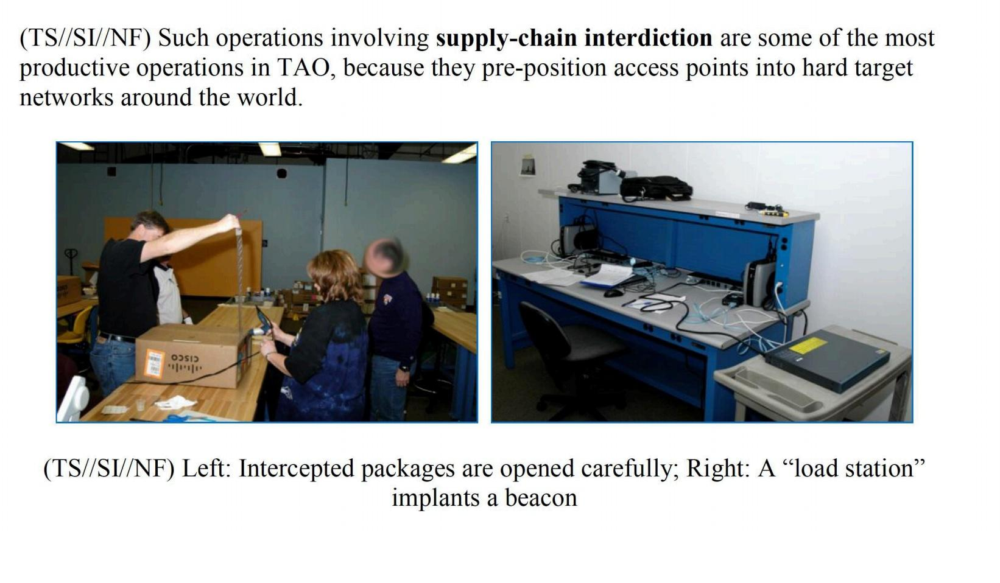 (TS//SI//NF) Such operations involving supply-chain interdiction are some of the most
productive operations in TAO, because they pre-position access points into hard target
networks around the world.
CISCO
(TS//SI//NF) Left: Intercepted packages are opened carefully; Right: A “load station”
implants a beacon